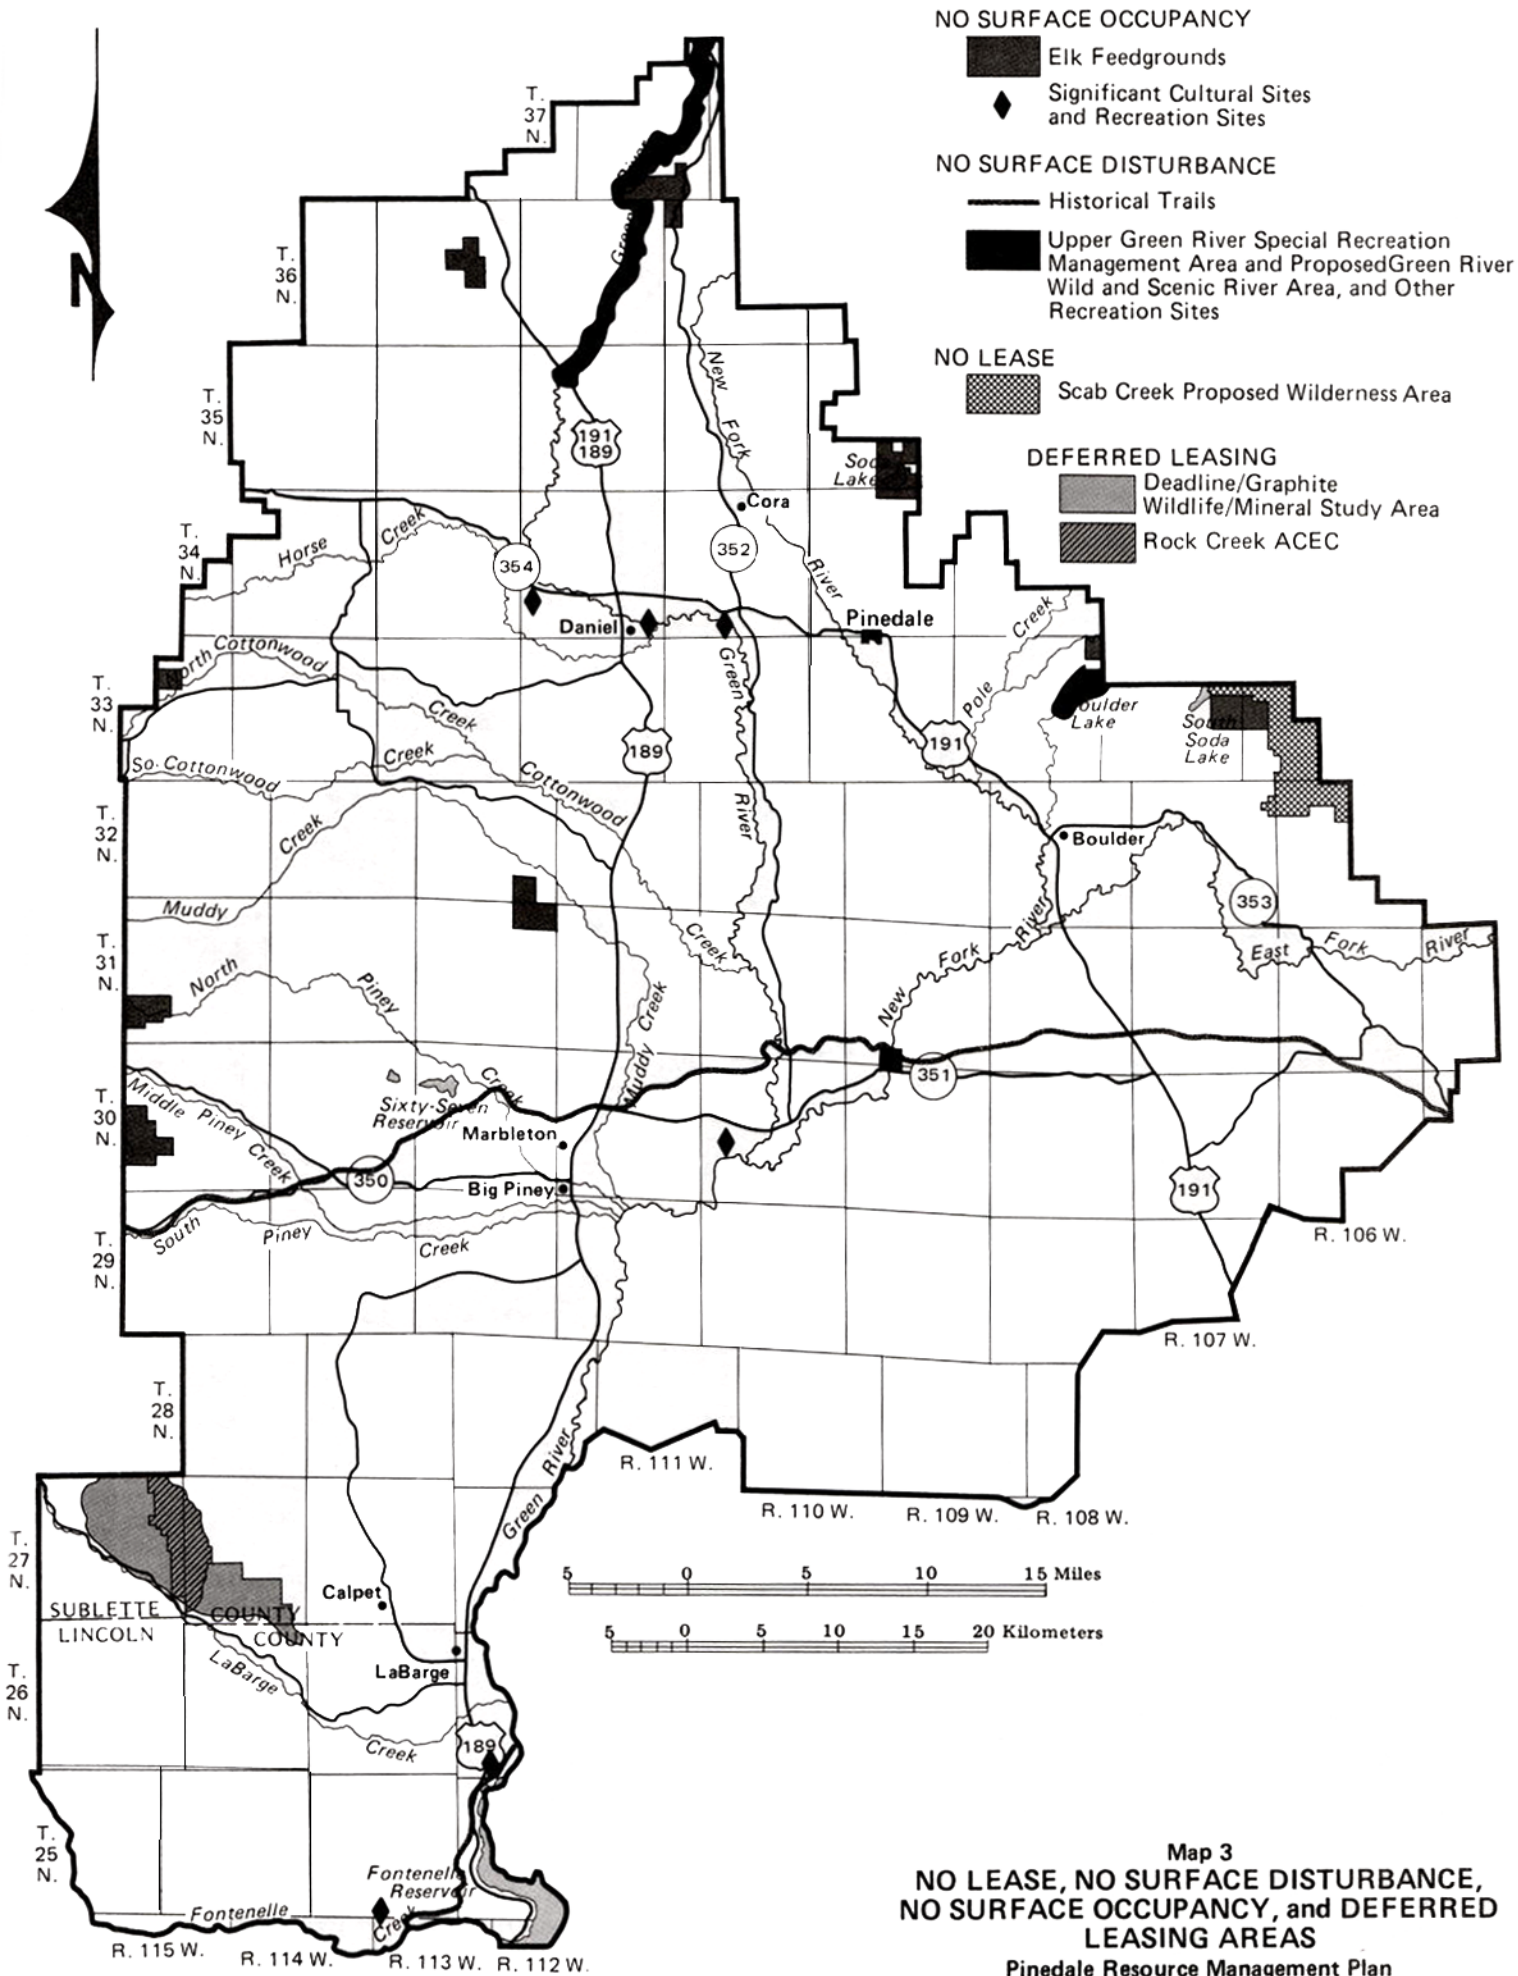 NO SURFACE OCCUPANCY
Elk Feedgrounds
Significant Cultural Sites
and Recreation Sites
NO SURFACE DISTURBANCE
Historical Trails
Upper Green River Special Recreation
Management Area and ProposedGreen River
Wild and Scenic River Area, and Other
Recreation Sites
NO LEASE
Scab Creek Proposed Wilderness Area
DEFERRED LEASING
Deadline/Graphite
Wildlife/Mineral Study Area
Rock Creek ACEC
N
T.
37
N.
River
Green
T.
36
N.
New
Fork
River
T.
35
N.
191
189
Soda
Lake
Cora
T.
34
N.
Horse
Creek
354
352
Daniel
Pinedale
Creek
Pole
North Cottonwood
Creek
T.
33
N.
Green
River
189
191
Boulder
Lake
South
Soda
Lake
So. Cottonwood
Creek
Cottonwood
Creek
T.
32
N.
Creek
Muddy
Boulder
353
T.
31
N.
North
Piney
Creek
Muddy Creek
New
Fork
River
East
Fork
River
351
T.
30
N.
Middle
Piney
Creek
Sixty-Seven
Reservoir
Marbleton
350
Big Piney
191
T.
29
N.
South
Piney
Creek
R. 106 W.
R. 107 W.
T.
28
N.
Green
River
R. 111 W.
R. 110 W.
R. 109 W.
R. 108 W.
T.
27
N.
5 0 5 10 15 Miles
5 0 5 10 15 20 Kilometers
Calpet
SUBLETTE COUNTY
LINCOLN COUNTY
LaBarge
Creek
LaBarge
T.
26
N.
189
T.
25
N.
Fontenelle
Reservoir
Fontenelle
Creek
R. 115 W.
R. 114 W.
R. 113 W.
R. 112 W.
Map 3
NO LEASE, NO SURFACE DISTURBANCE,
NO SURFACE OCCUPANCY, and DEFERRED
LEASING AREAS
Pinedale Resource Management Plan